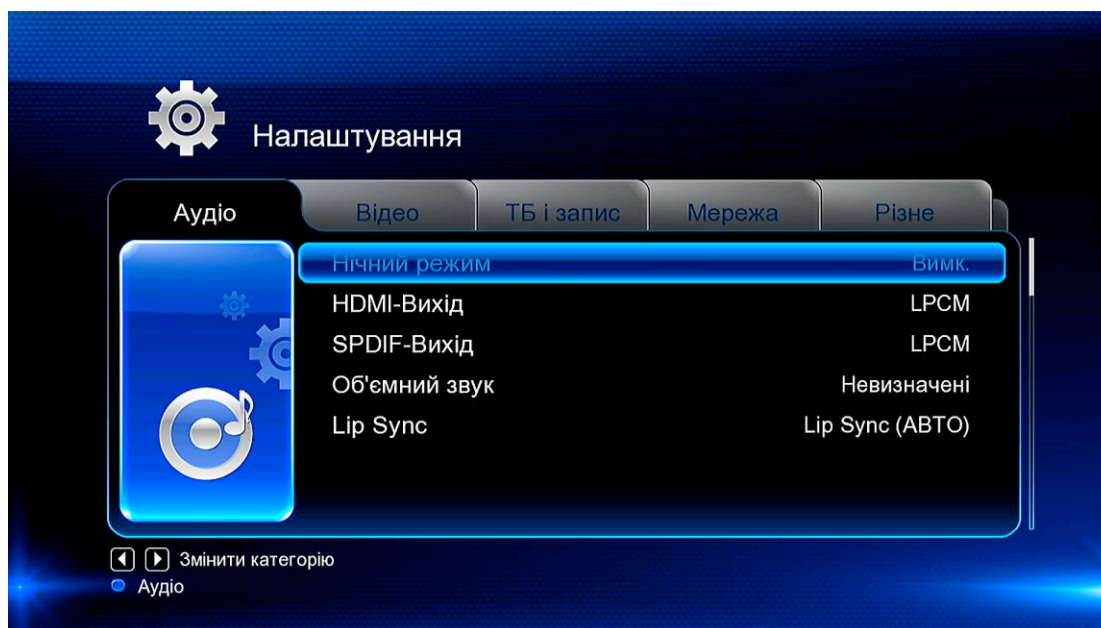 Налаштування
Аудіо Відео ТБ і запис Мережа Різне
Нічний режим Вимк.
HDMI-Вихід LPCM
SPDIF-Вихід LPCM
Об'ємний звук Невизначені
Lip Sync Lip Sync (АВТО)
Змінити категорію
Аудіо